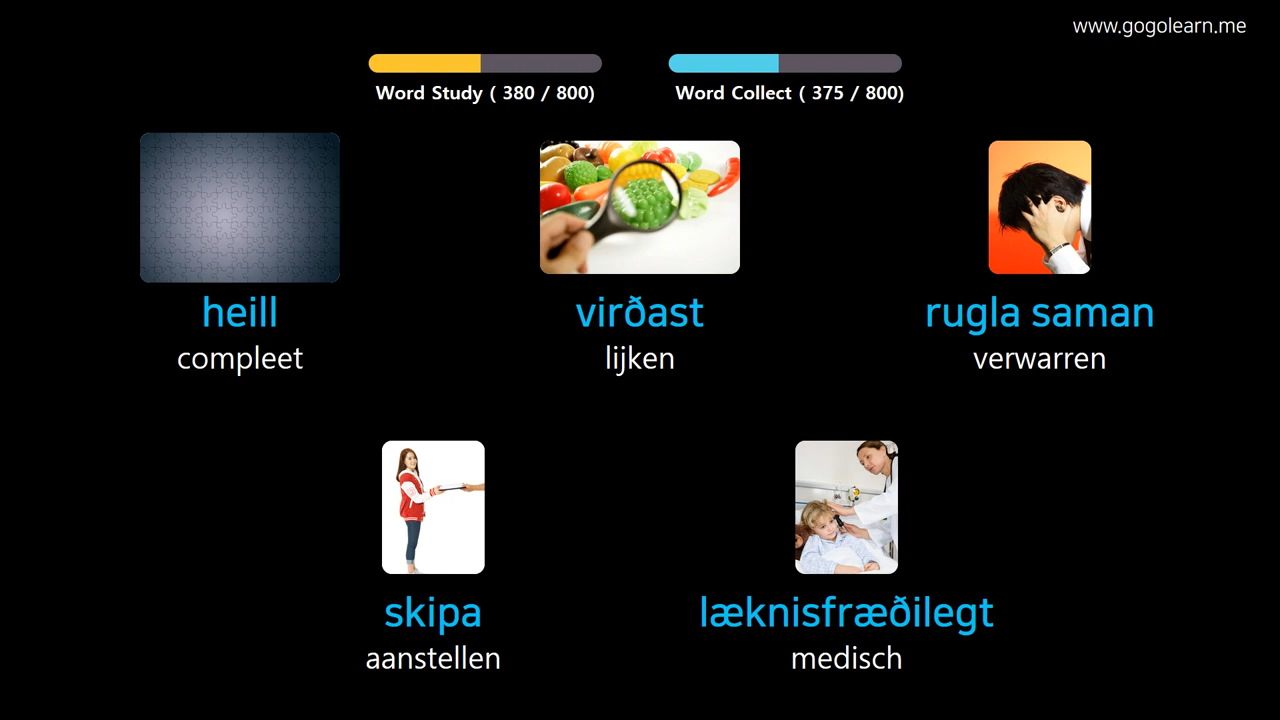 www.gogolearn.me
Word Study ( 380 / 800)
Word Collect ( 375 / 800)
heill
compleet
virðast
lijken
rugla saman
verwarren
skipa
aanstellen
læknisfræðilegt
medisch